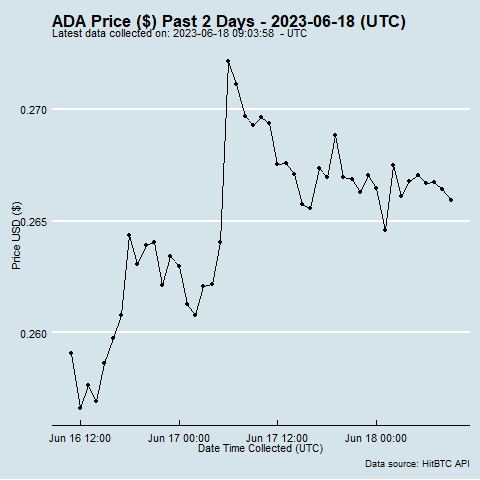 ADA Price ($) Past 2 Days - 2023-06-18 (UTC)
Latest data collected on: 2023-06-18 09:03:58 - UTC
0.270
0.265
0.260
Price USD ($)
Jun 16 12:00 Jun 17 00:00 Jun 17 12:00 Jun 18 00:00
Date Time Collected (UTC)
Data source: HitBTC API